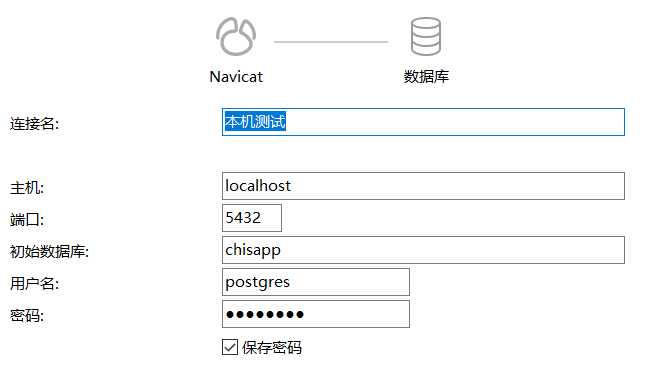 Navicat 数据库
连接名: 本机测试
主机: localhost
端口: 5432
初始数据库: chisapp
用户名: postgres
密码: ●●●●●●●●
保存密码